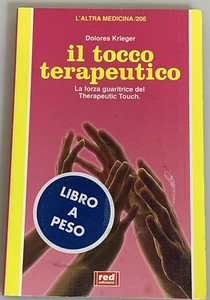 L'ALTRA MEDICINA/206
Dolores Krieger
il tocco
terapeutico
La forza guaritrice del
Therapeutic Touch.
LIBRO
A
PESO
red
edizioni